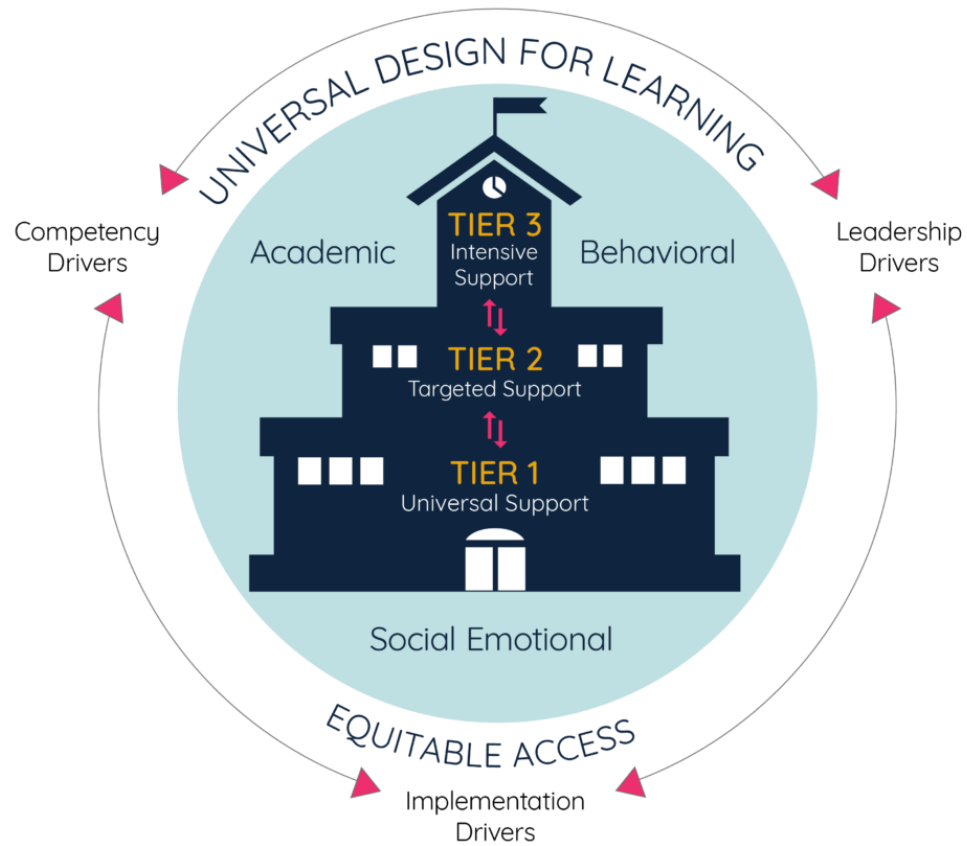 UNIVERSAL DESIGN FOR LEARNING
Competency
Drivers
Leadership
Drivers
Academic
Behavioral
TIER 3
Intensive
Support
TIER 2
Targeted Support
TIER 1
Universal Support
Social Emotional
EQUITABLE ACCESS
Implementation
Drivers